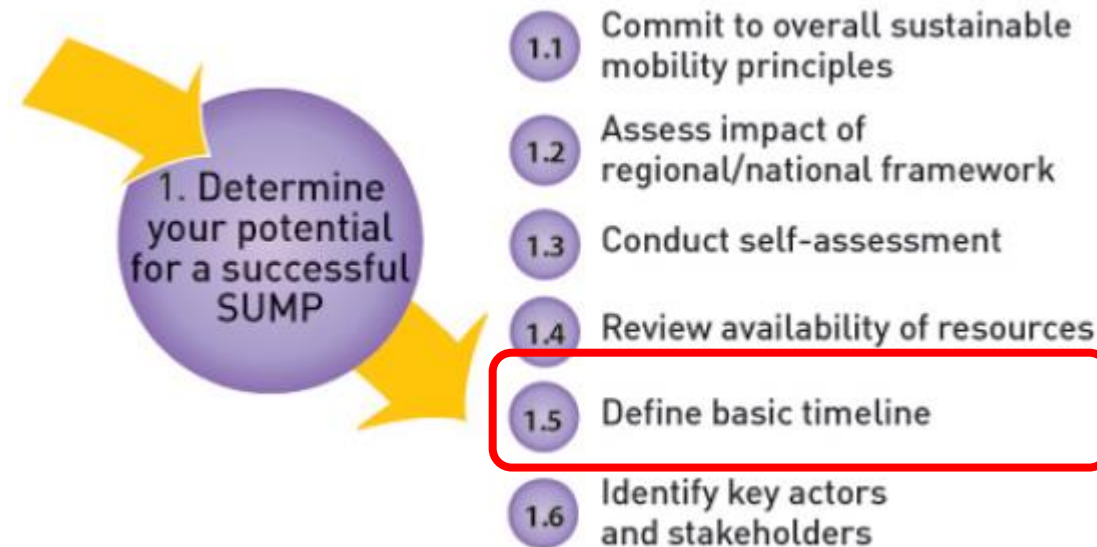 1. Determine
your potential
for a successful
SUMP
1.1 Commit to overall sustainable
mobility principles
1.2 Assess impact of
regional/national framework
1.3 Conduct self-assessment
1.4 Review availability of resources
1.5 Define basic timeline
1.6 Identify key actors
and stakeholders